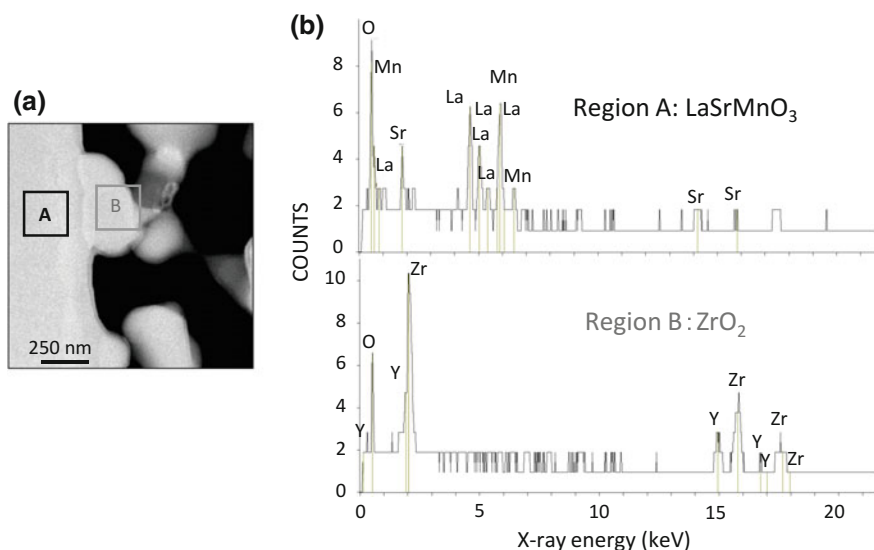 (a)
A
B
250 nm
(b)
COUNTS
8
6
4
2
0
O
Mn
La
Sr
La
La
La
La
Mn
La
Mn
Sr
Sr
Region A: LaSrMnO₃
10
8
6
4
2
0
Y
O
Y
Zr
Y
Zr
Y
Y
Zr
Zr
Region B : ZrO₂
0
5
10
15
20
X-ray energy (keV)